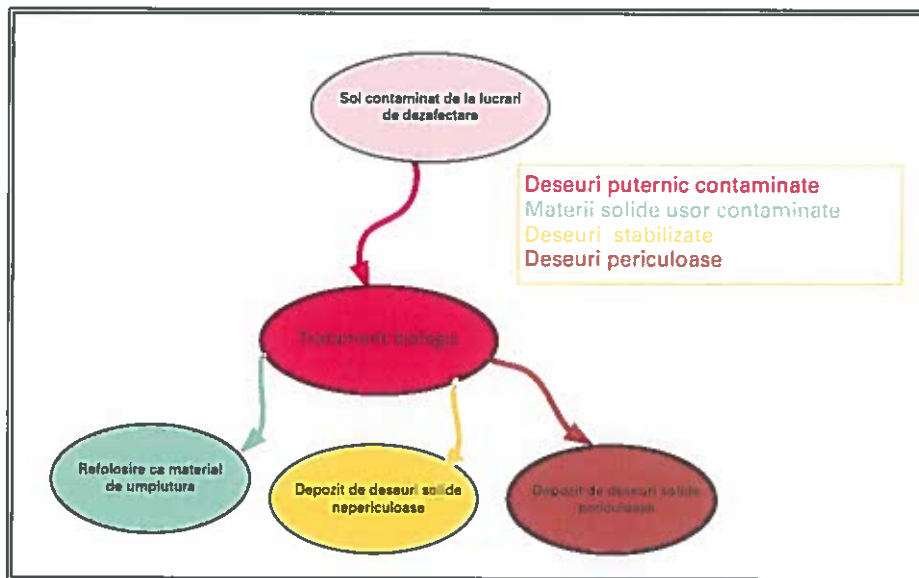 Sol contaminat de la lucrari
de dezafectare
Deseuri puternic contaminate
Materii solide usor contaminate
Deseuri stabilizate
Deseuri periculoase
Tratament biologic
Refolosire ca material
de umplutura
Depozit de deseuri solide
nepericuloase
Depozit de deseuri solide
periculoase